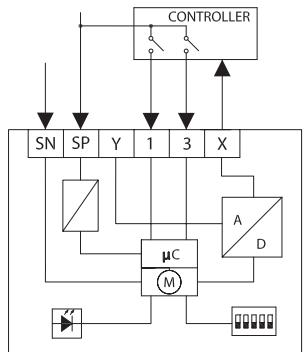 CONTROLLER
SN SP Y 1 3 X
A
D
µC
M